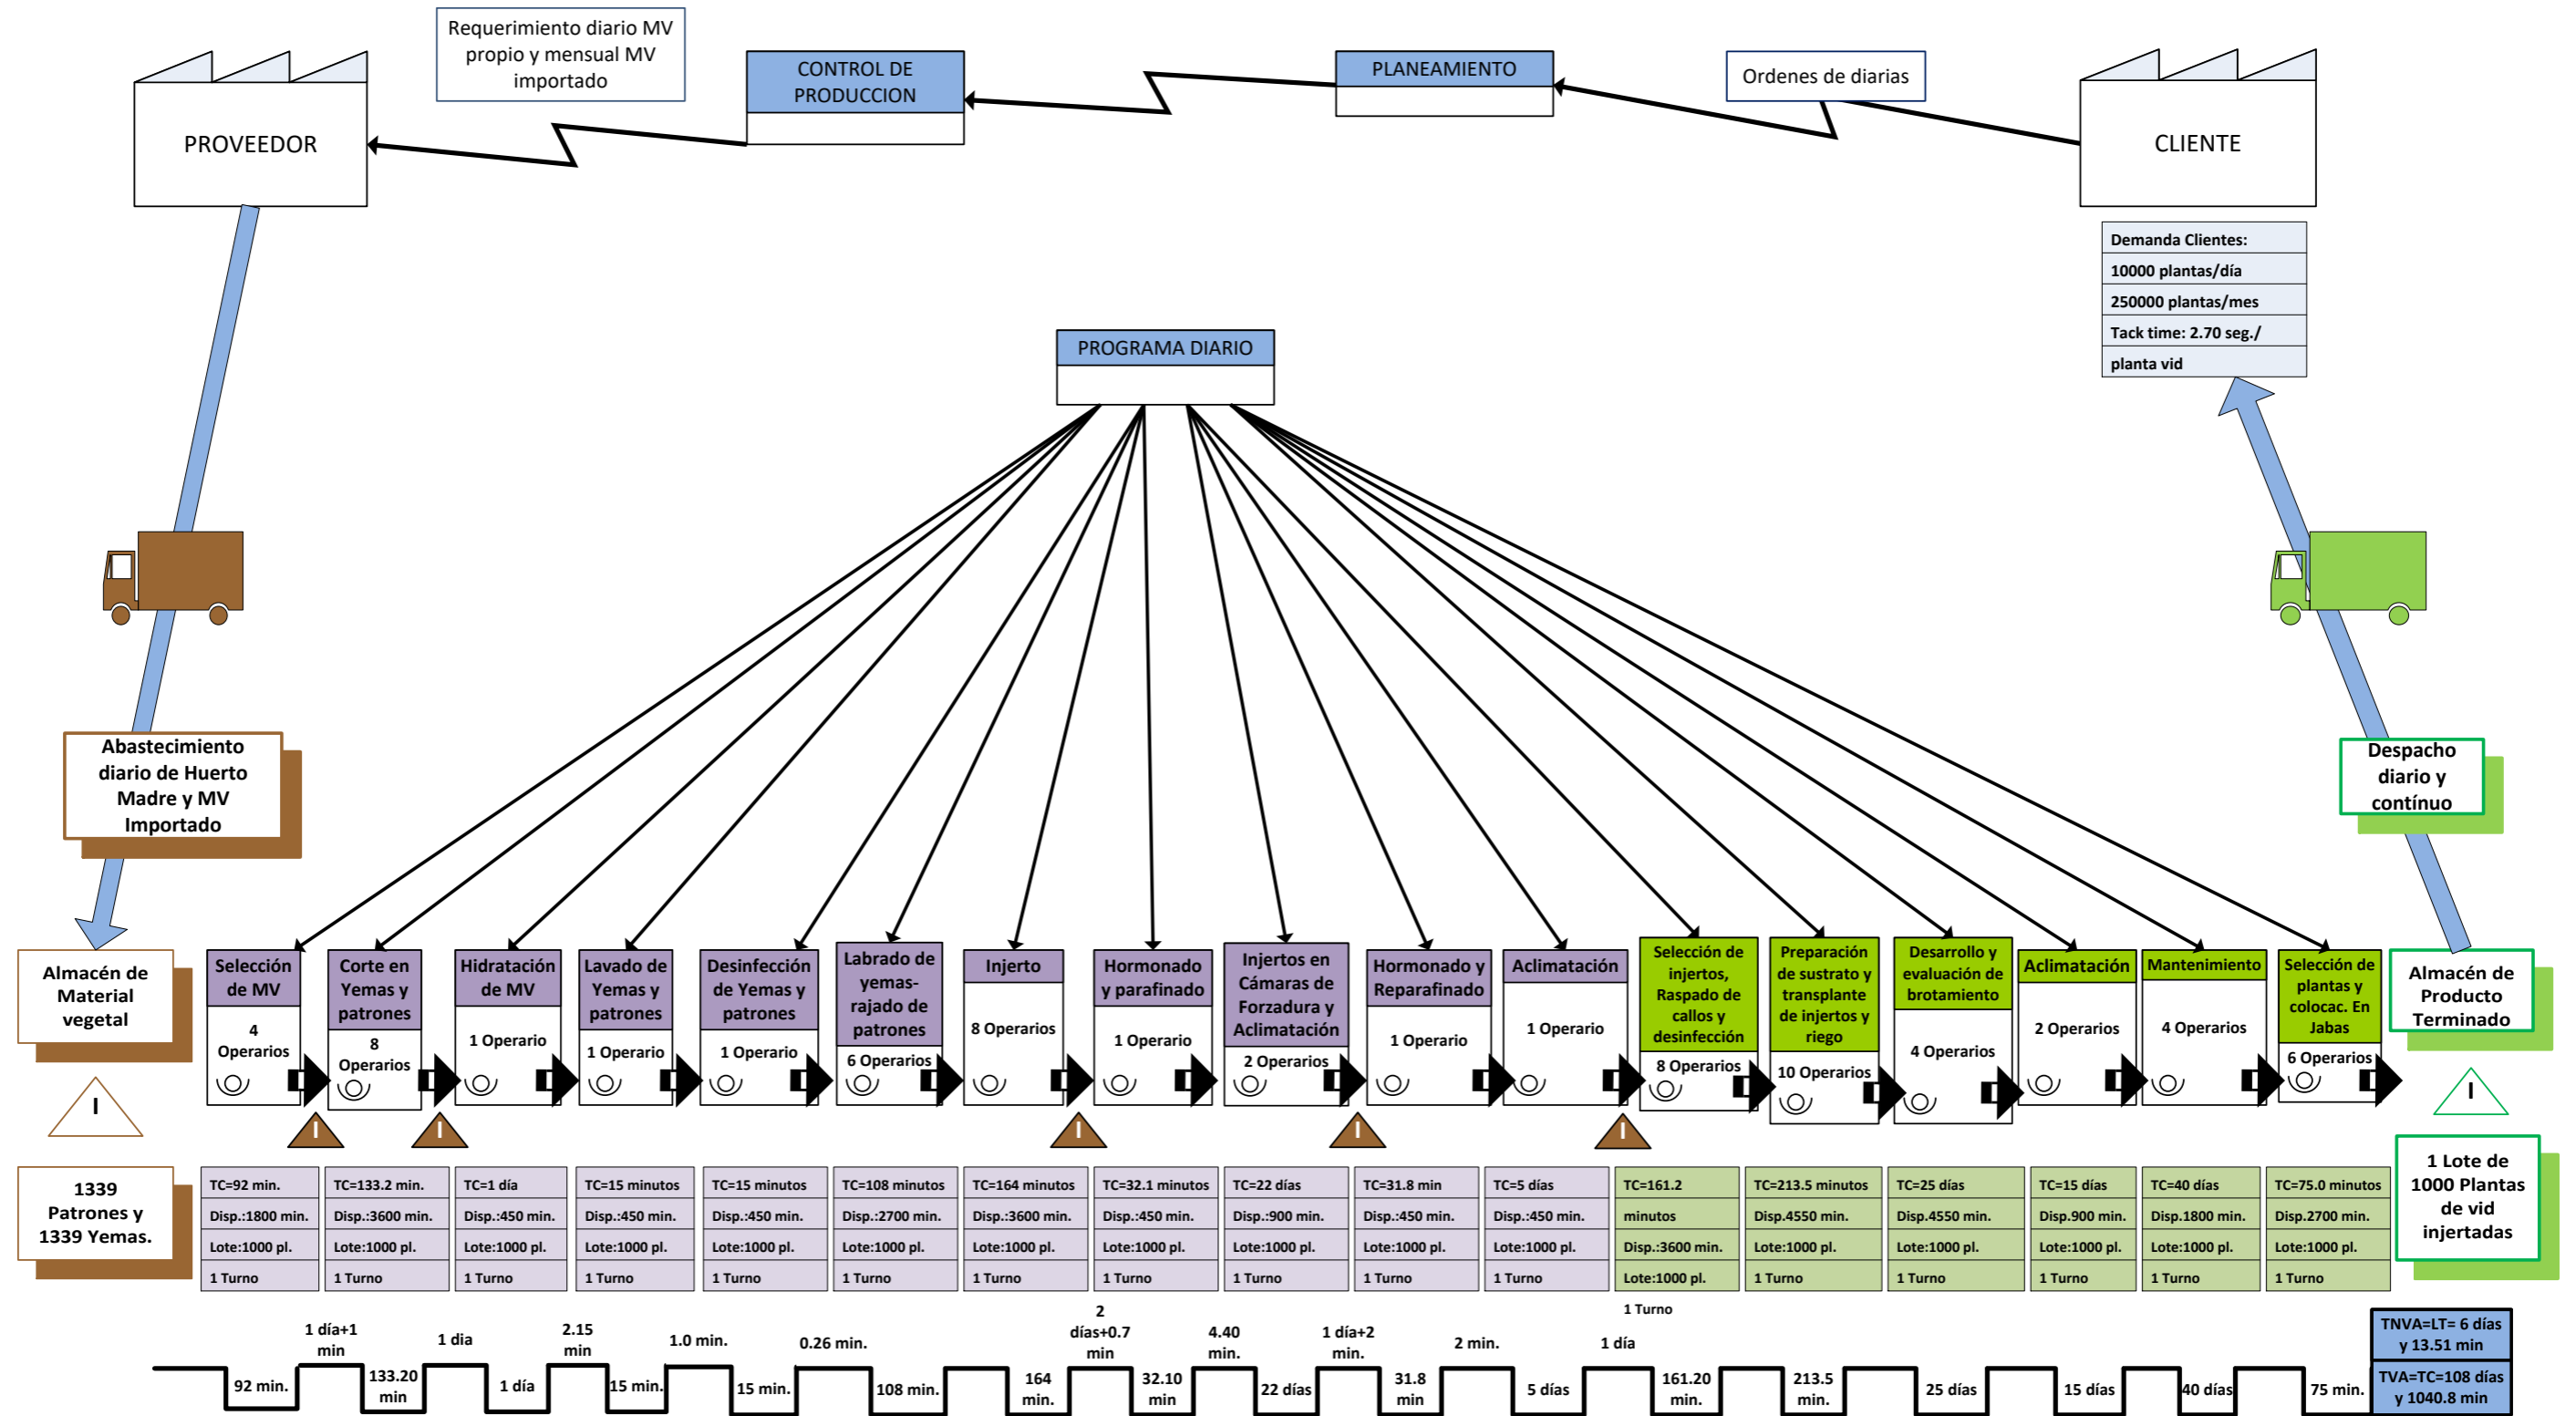 Requerimiento diario MV
propio y mensual MV
importado
CONTROL DE
PRODUCCION
PLANEAMIENTO
Ordenes de diarias
PROVEEDOR
CLIENTE
Demanda Clientes:
10000 plantas/día
250000 plantas/mes
Tack time: 2.70 seg./
planta vid
PROGRAMA DIARIO
Abastecimiento
diario de Huerto
Madre y MV
Importado
Despacho
diario y
contínuo
Almacén de
Material
vegetal
Selección
de MV
4
Operarios
Corte en
Yemas y
patrones
8
Operarios
Hidratación
de MV
1 Operario
Lavado de
Yemas y
patrones
1 Operario
Desinfección
de Yemas y
patrones
1 Operario
Labrado de
yemas-
rajado de
patrones
6 Operarios
Injerto
8 Operarios
Hormonado
y parafinado
1 Operario
Injertos en
Cámaras de
Forzadura y
Aclimatación
2 Operarios
Hormonado y
Reparafinado
1 Operario
Aclimatación
1 Operario
Selección de
injertos,
Raspado de
callos y
desinfección
8 Operarios
Preparación
de sustrato y
transplante
de injertos y
riego
10 Operarios
Desarrollo y
evaluación de
brotamiento
4 Operarios
Aclimatación
2 Operarios
Mantenimiento
4 Operarios
Selección de
plantas y
colocac. En
Jabas
6 Operarios
Almacén de
Producto
Terminado
I
I
I
I
I
I
I
1339
Patrones y
1339 Yemas.
TC=92 min.
Disp.:1800 min.
Lote:1000 pl.
1 Turno
TC=133.2 min.
Disp.:3600 min.
Lote:1000 pl.
1 Turno
TC=1 día
Disp.:450 min.
Lote:1000 pl.
1 Turno
TC=15 minutos
Disp.:450 min.
Lote:1000 pl.
1 Turno
TC=15 minutos
Disp.:450 min.
Lote:1000 pl.
1 Turno
TC=108 minutos
Disp.:2700 min.
Lote:1000 pl.
1 Turno
TC=164 minutos
Disp.:3600 min.
Lote:1000 pl.
1 Turno
TC=32.1 minutos
Disp.:450 min.
Lote:1000 pl.
1 Turno
TC=22 días
Disp.:900 min.
Lote:1000 pl.
1 Turno
TC=31.8 min
Disp.:450 min.
Lote:1000 pl.
1 Turno
TC=5 días
Disp.:450 min.
Lote:1000 pl.
1 Turno
TC=161.2
minutos
Disp.:3600 min.
Lote:1000 pl.
1 Turno
TC=213.5 minutos
Disp.4550 min.
Lote:1000 pl.
1 Turno
TC=25 días
Disp.4550 min.
Lote:1000 pl.
1 Turno
TC=15 días
Disp.900 min.
Lote:1000 pl.
1 Turno
TC=40 días
Disp.1800 min.
Lote:1000 pl.
1 Turno
TC=75.0 minutos
Disp.2700 min.
Lote:1000 pl.
1 Turno
1 Lote de
1000 Plantas
de vid
injertadas
92 min.
1 día+1
min
133.20
min
1 dia
1 día
2.15
min
15 min.
1.0 min.
15 min.
0.26 min.
108 min.
164
min.
2
días+0.7
min
32.10
min
4.40
min.
22 días
1 día+2
min.
31.8
min
2 min.
5 días
1 día
161.20
min.
213.5
min.
25 días
15 días
40 días
75 min.
TNVA=LT= 6 días
y 13.51 min
TVA=TC=108 días
y 1040.8 min